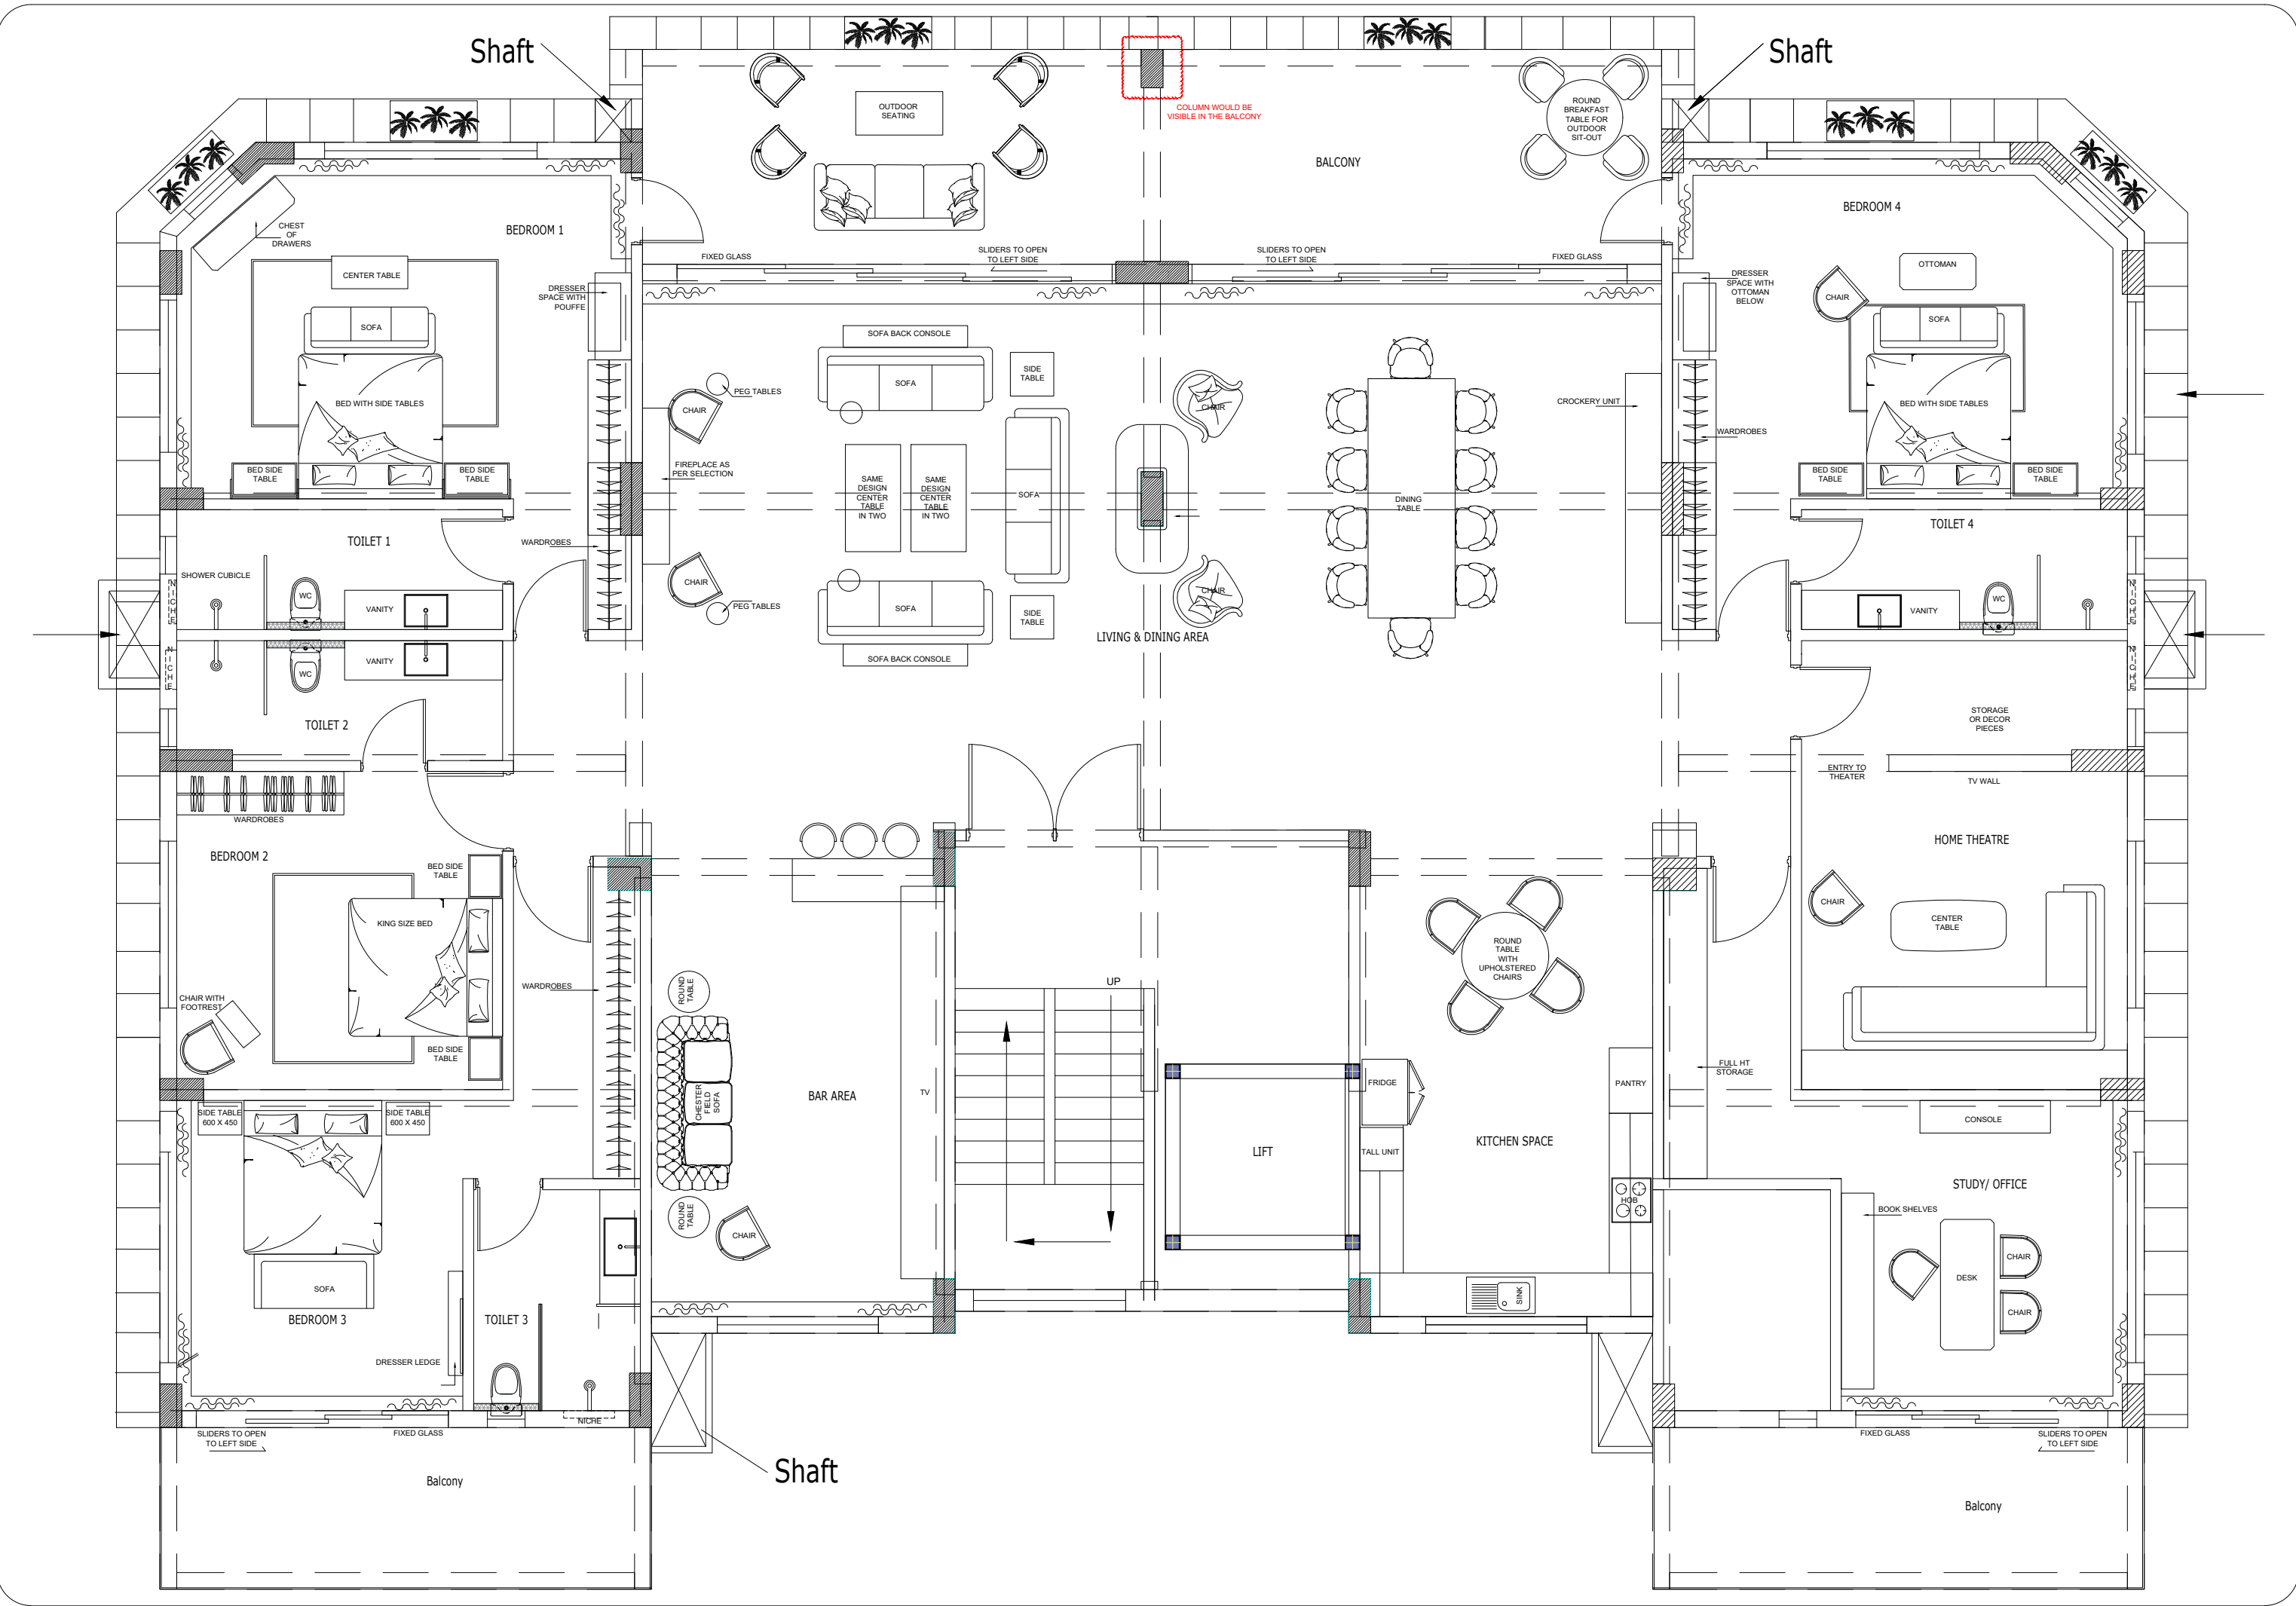 Shaft
Shaft
OUTDOOR
SEATING
COLUMN WOULD BE
VISIBLE IN THE BALCONY
ROUND
BREAKFAST
TABLE FOR
OUTDOOR
SIT-OUT
BALCONY
CHEST
OF
DRAWERS
BEDROOM 1
BEDROOM 4
FIXED GLASS
SLIDERS TO OPEN
TO LEFT SIDE
SLIDERS TO OPEN
TO LEFT SIDE
FIXED GLASS
CENTER TABLE
SOFA
BED WITH SIDE TABLES
BED SIDE
TABLE
BED SIDE
TABLE
DRESSER
SPACE WITH
POUFFE
DRESSER
SPACE WITH
OTTOMAN
BELOW
OTTOMAN
CHAIR
SOFA
BED WITH SIDE TABLES
BED SIDE
TABLE
BED SIDE
TABLE
SOFA BACK CONSOLE
SOFA
SIDE
TABLE
PEG TABLES
CHAIR
CHAIR
CROCKERY UNIT
WARDROBES
FIREPLACE AS
PER SELECTION
SAME
DESIGN
CENTER
TABLE
IN TWO
SAME
DESIGN
CENTER
TABLE
IN TWO
SOFA
DINING
TABLE
TOILET 1
WARDROBES
TOILET 4
SHOWER CUBICLE
NICHE
WC
VANITY
CHAIR
PEG TABLES
SOFA
SIDE
TABLE
CHAIR
WC
VANITY
NICHE
LIVING & DINING AREA
SOFA BACK CONSOLE
NICHE
WC
VANITY
NICHE
TOILET 2
STORAGE
OR DECOR
PIECES
ENTRY TO
THEATER
TV WALL
WARDROBES
BEDROOM 2
HOME THEATRE
BED SIDE
TABLE
KING SIZE BED
CHAIR WITH
FOOTREST
BED SIDE
TABLE
WARDROBES
ROUND
TABLE
CHESTER
FIELD
SOFA
ROUND
TABLE
CHAIR
BAR AREA
TV
UP
LIFT
ROUND
TABLE
WITH
UPHOLSTERED
CHAIRS
FRIDGE
TALL UNIT
PANTRY
KITCHEN SPACE
HOB
SINK
FULL HT
STORAGE
CHAIR
CENTER
TABLE
CONSOLE
STUDY/ OFFICE
BOOK SHELVES
DESK
CHAIR
CHAIR
SIDE TABLE
600 X 450
SIDE TABLE
600 X 450
SOFA
BEDROOM 3
TOILET 3
DRESSER LEDGE
NICHE
SLIDERS TO OPEN
TO LEFT SIDE
FIXED GLASS
FIXED GLASS
SLIDERS TO OPEN
TO LEFT SIDE
Shaft
Balcony
Balcony